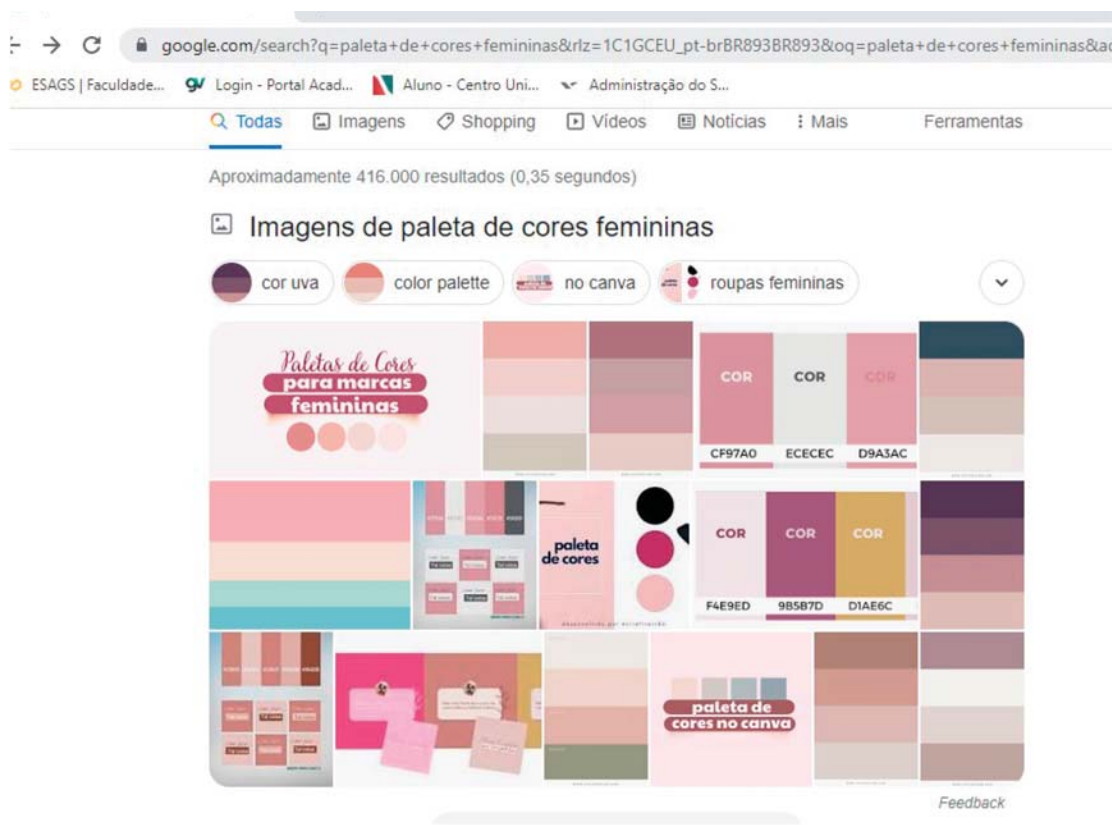 google.com/search?q=paleta+de+cores+femininas&rlz=1C1GCEU_pt-brBR893BR893&oq=paleta+de+cores+femininas&
ESAGS | Faculdade... Login - Portal Acad... Aluno - Centro Uni... Administração do S...
Todas Imagens Shopping Vídeos Notícias Mais Ferramentas
Aproximadamente 416.000 resultados (0,35 segundos)
Imagens de paleta de cores femininas
cor uva color palette no canva roupas femininas
Paletas de Cores
para marcas
femininas
COR COR COR
CF97A0 ECECEC D9A3AC
paleta
de cores
COR COR COR
F4E9ED 9B5B7D D1AE6C
paleta de
cores no canva
Feedback